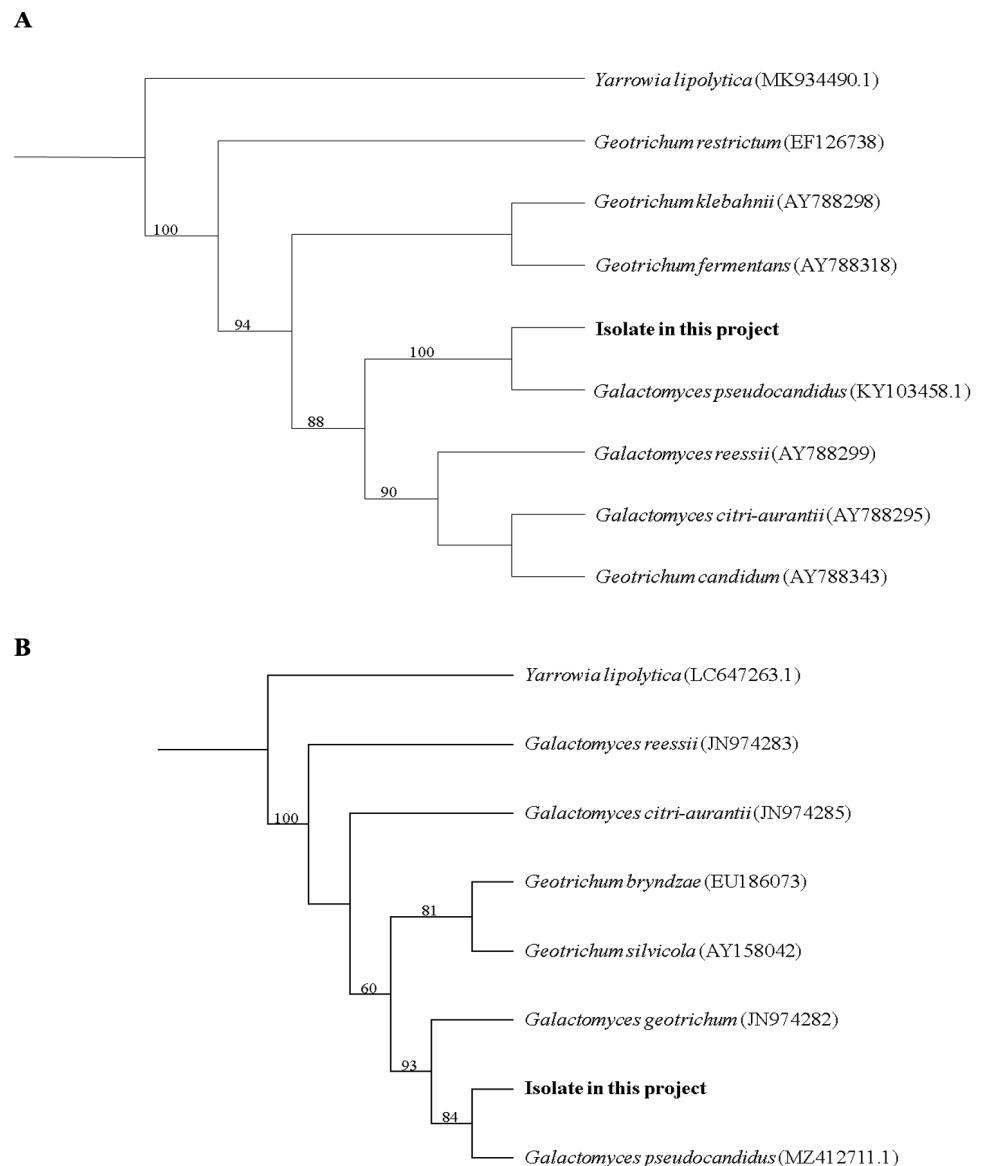 A
Yarrowia lipolytica (MK934490.1)
Geotrichum restrictum (EF126738)
Geotrichum klebahnii (AY788298)
100
Geotrichum fermentans (AY788318)
94
Isolate in this project
100
Galactomyces pseudocandidus (KY103458.1)
88
Galactomyces reessii (AY788299)
90
Galactomyces citri-aurantii (AY788295)
Geotrichum candidum (AY788343)
B
Yarrowia lipolytica (LC647263.1)
Galactomyces reessii (JN974283)
100
Galactomyces citri-aurantii (JN974285)
Geotrichum bryndzae (EU186073)
81
Geotrichum silvicola (AY158042)
60
Galactomyces geotrichum (JN974282)
93
Isolate in this project
84
Galactomyces pseudocandidus (MZ412711.1)